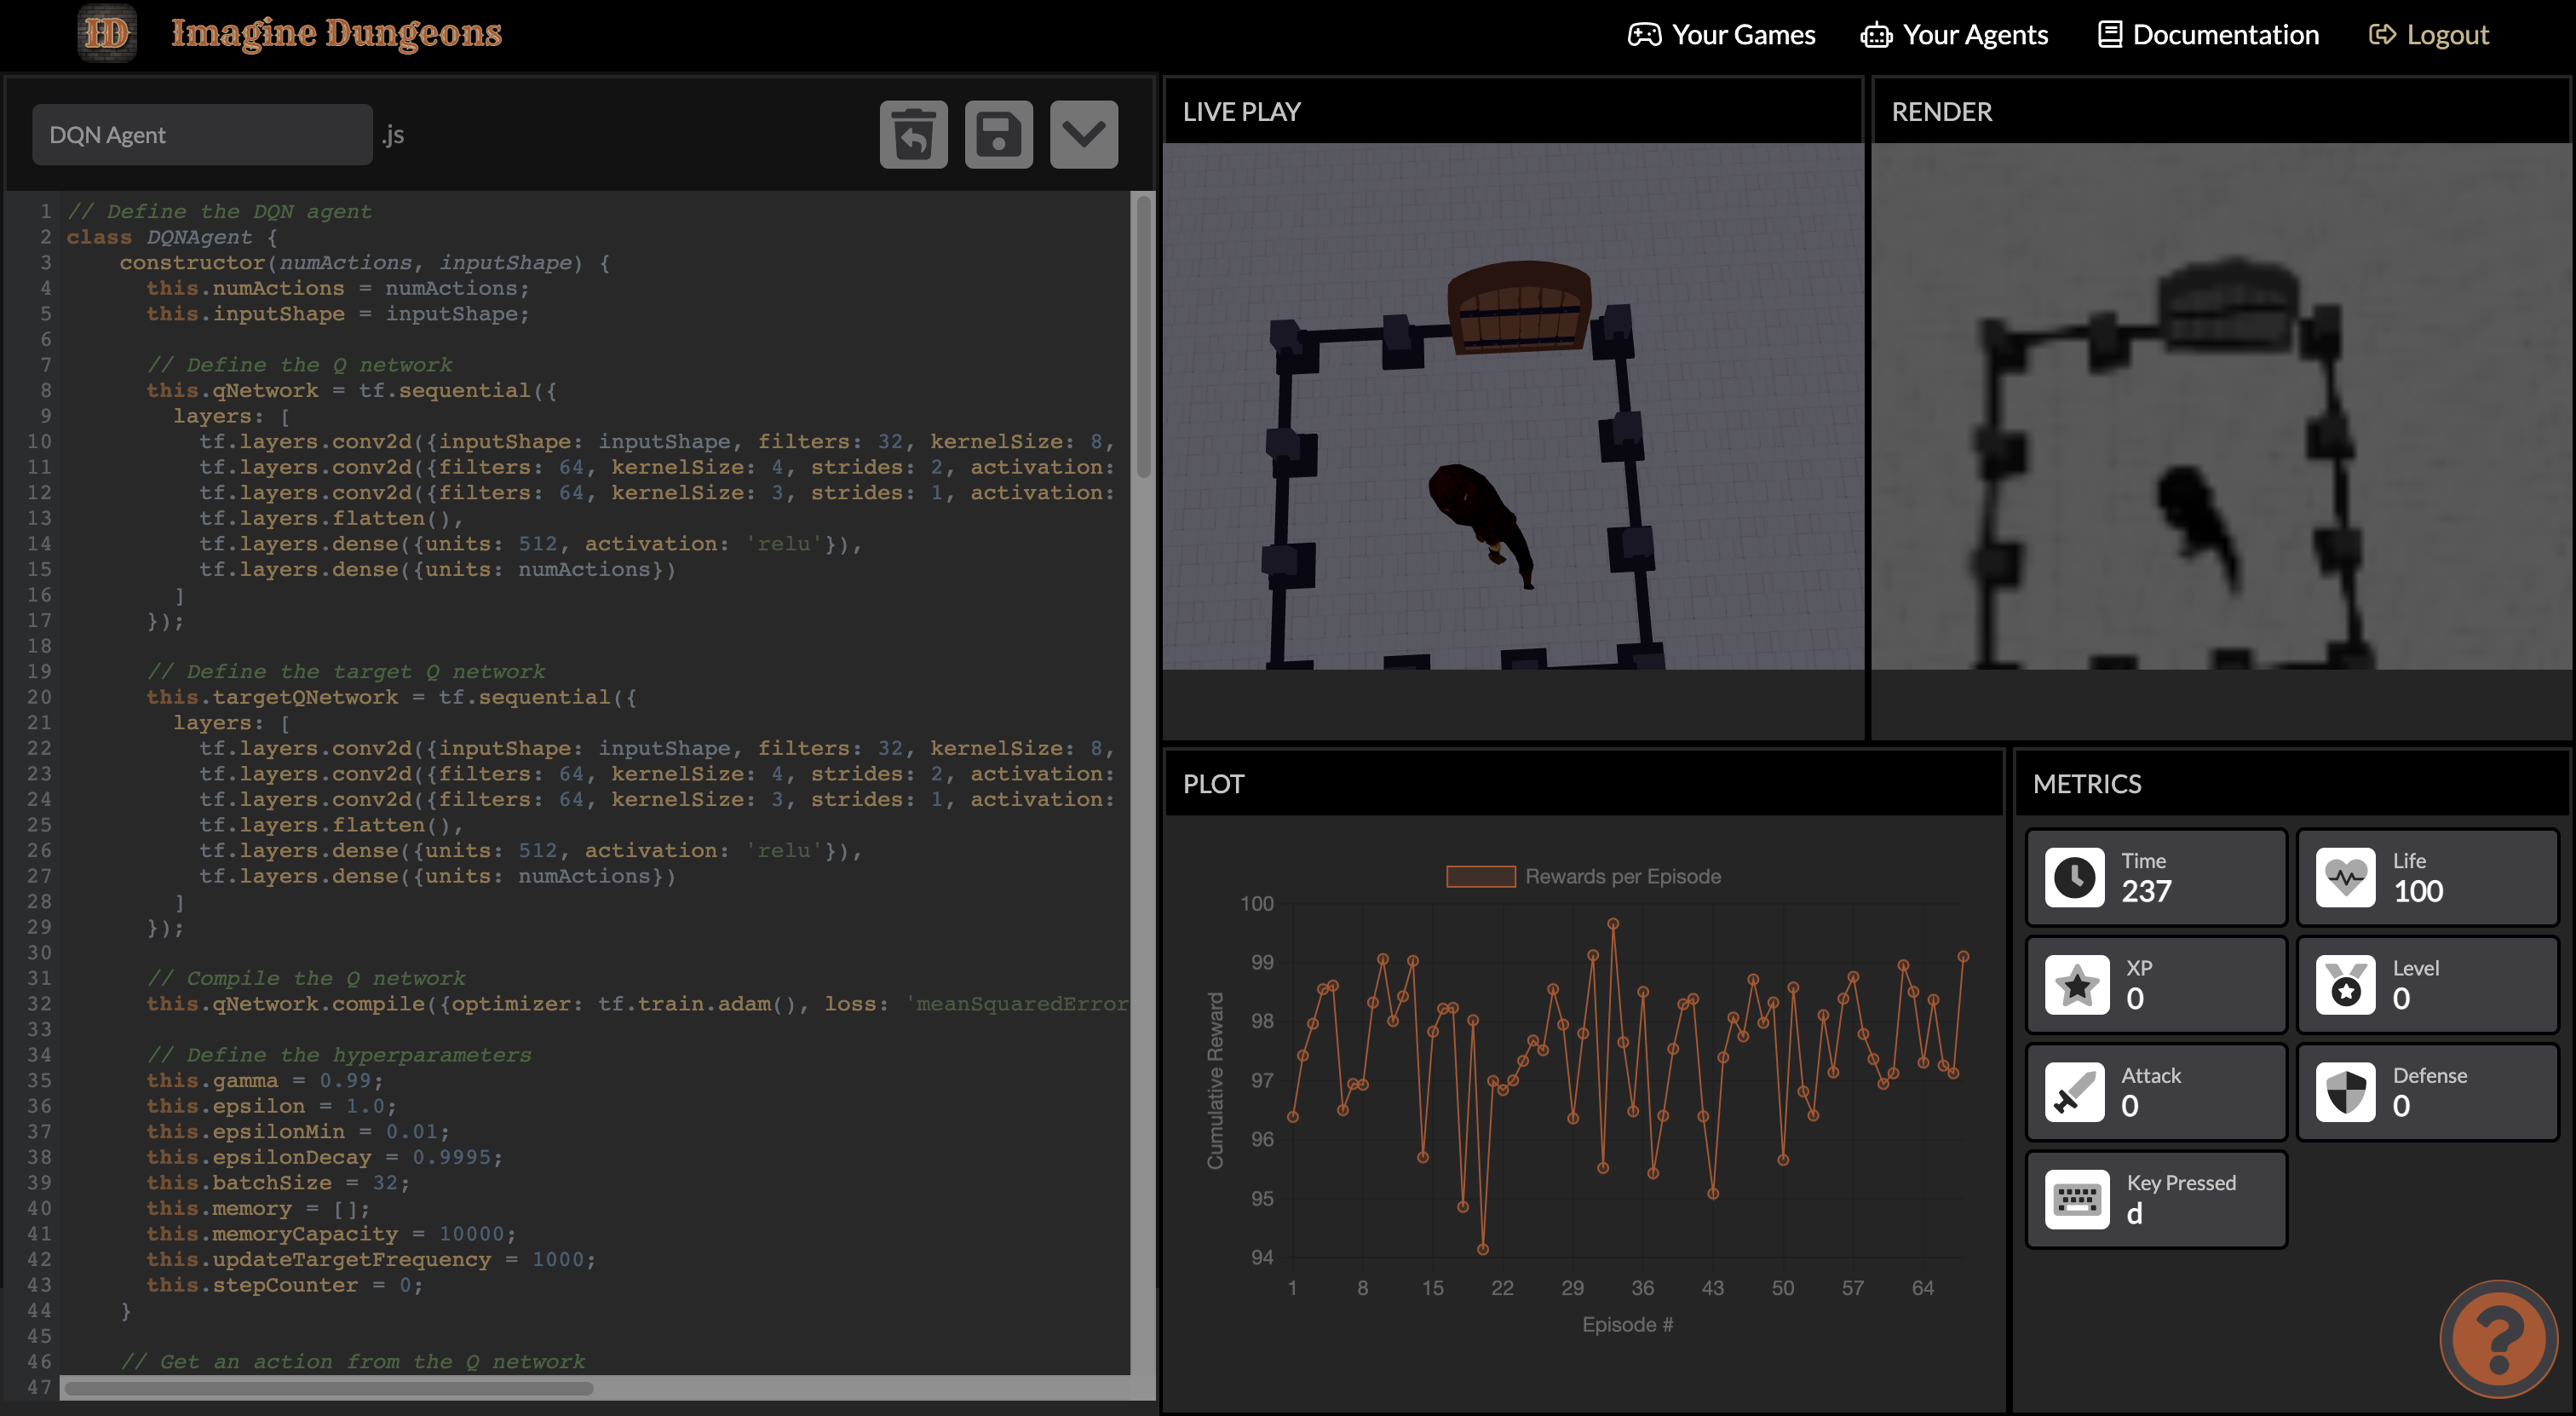 ID
Imagine Dungeons
Your Games
Your Agents
Documentation
Logout
DQN Agent
.js
1 // Define the DQN agent
2 class DQNAgent {
3 constructor(numActions, inputShape) {
4 this.numActions = numActions;
5 this.inputShape = inputShape;
6
7 // Define the Q network
8 this.qNetwork = tf.sequential({
9 layers: [
10 tf.layers.conv2d({inputShape: inputShape, filters: 32, kernelSize: 8,
11 tf.layers.conv2d({filters: 64, kernelSize: 4, strides: 2, activation:
12 tf.layers.conv2d({filters: 64, kernelSize: 3, strides: 1, activation:
13 tf.layers.flatten(),
14 tf.layers.dense({units: 512, activation: 'relu'}),
15 tf.layers.dense({units: numActions})
16 ]
17 });
18
19 // Define the target Q network
20 this.targetQNetwork = tf.sequential({
21 layers: [
22 tf.layers.conv2d({inputShape: inputShape, filters: 32, kernelSize: 8,
23 tf.layers.conv2d({filters: 64, kernelSize: 4, strides: 2, activation:
24 tf.layers.conv2d({filters: 64, kernelSize: 3, strides: 1, activation:
25 tf.layers.flatten(),
26 tf.layers.dense({units: 512, activation: 'relu'}),
27 tf.layers.dense({units: numActions})
28 ]
29 });
30
31 // Compile the Q network
32 this.qNetwork.compile({optimizer: tf.train.adam(), loss: 'meanSquaredError
33
34 // Define the hyperparameters
35 this.gamma = 0.99;
36 this.epsilon = 1.0;
37 this.epsilonMin = 0.01;
38 this.epsilonDecay = 0.9995;
39 this.batchSize = 32;
40 this.memory = [];
41 this.memoryCapacity = 10000;
42 this.updateTargetFrequency = 1000;
43 this.stepCounter = 0;
44 }
45
46 // Get an action from the Q network
47
LIVE PLAY
RENDER
PLOT
Rewards per Episode
100
99
98
97
96
95
94
Cumulative Reward
1 8 15 22 29 36 43 50 57 64
Episode #
METRICS
Time
237
Life
100
XP
0
Level
0
Attack
0
Defense
0
Key Pressed
d
?